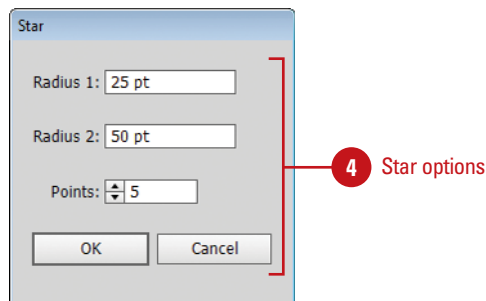 Star
Radius 1: 25 pt
Radius 2: 50 pt
4 Star options
Points: 5
OK Cancel